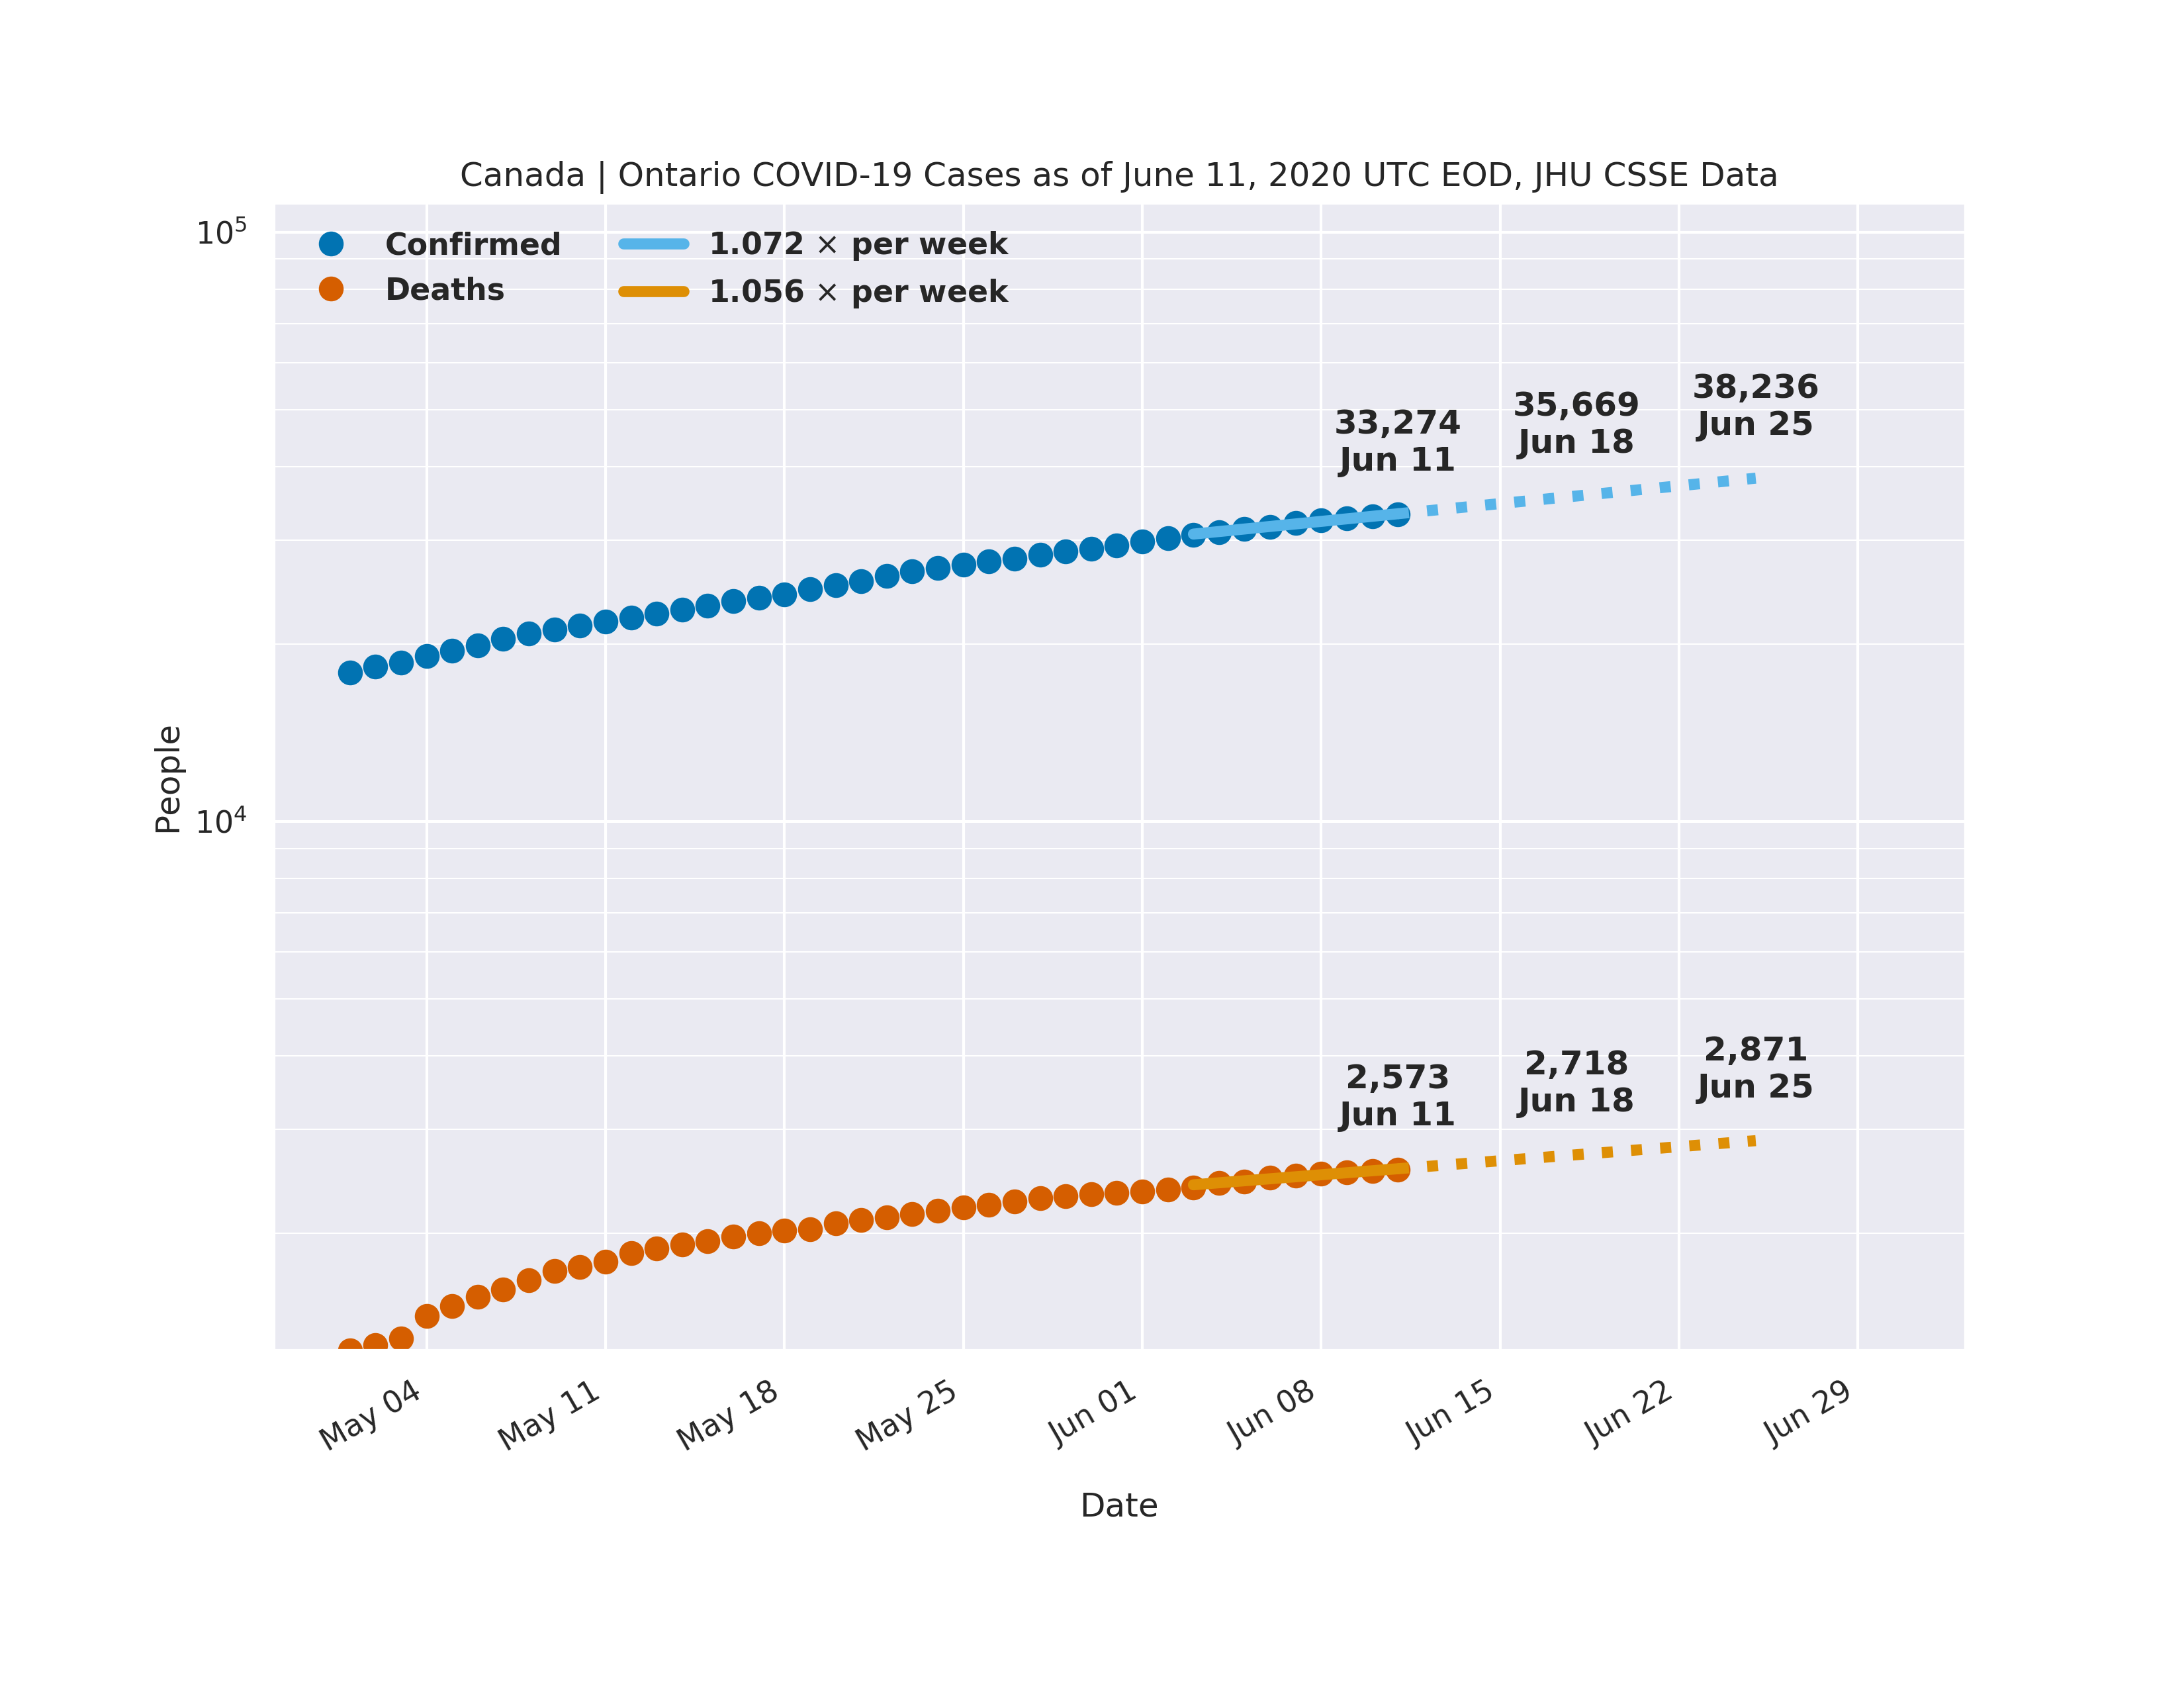 Canada | Ontario COVID-19 Cases as of June 11, 2020 UTC EOD, JHU CSSE Data
10⁵
Confirmed
Deaths
1.072 × per week
1.056 × per week
33,274
Jun 11
35,669
Jun 18
38,236
Jun 25
People
10⁴
2,573
Jun 11
2,718
Jun 18
2,871
Jun 25
May 04
May 11
May 18
May 25
Jun 01
Jun 08
Jun 15
Jun 22
Jun 29
Date